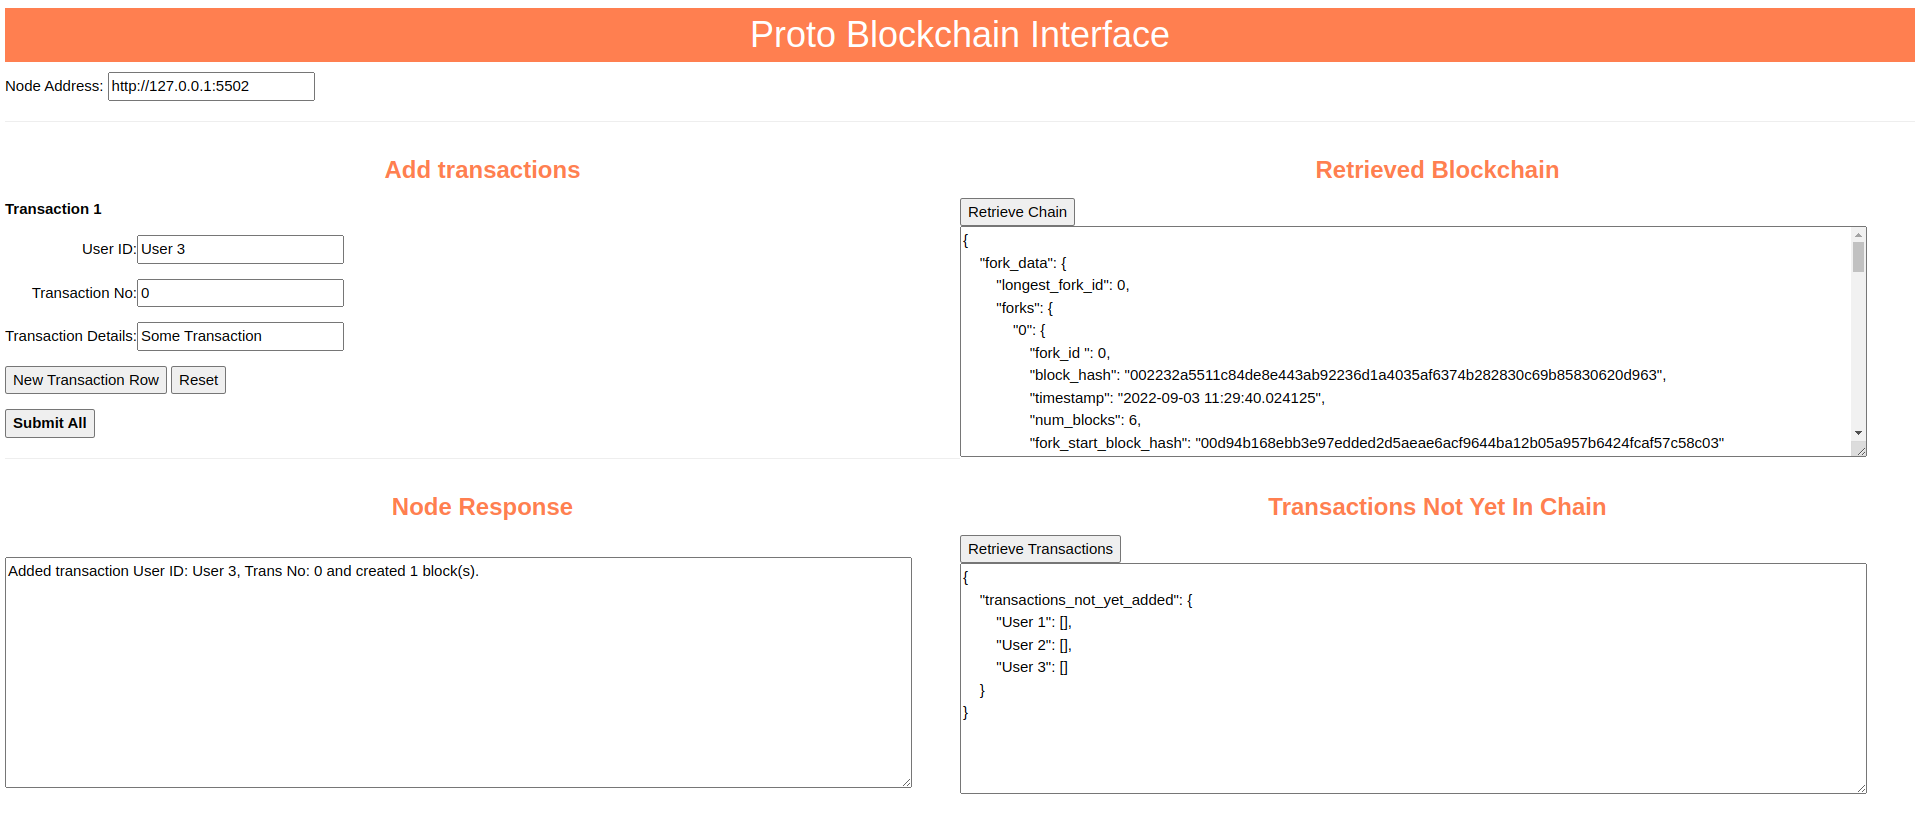 Proto Blockchain Interface
Node Address: http://127.0.0.1:5502
Add transactions
Transaction 1
User ID: User 3
Transaction No: 0
Transaction Details: Some Transaction
New Transaction Row Reset
Submit All
Retrieved Blockchain
Retrieve Chain
{
"fork_data": {
"longest_fork_id": 0,
"forks": {
"0": {
"fork_id ": 0,
"block_hash": "002232a5511c84de8e443ab92236d1a4035af6374b282830c69b85830620d963",
"timestamp": "2022-09-03 11:29:40.024125",
"num_blocks": 6,
"fork_start_block_hash": "00d94b168ebb3e97edded2d5aeae6acf9644ba12b05a957b6424fcaf57c58c03"
Node Response
Added transaction User ID: User 3, Trans No: 0 and created 1 block(s).
Transactions Not Yet In Chain
Retrieve Transactions
{
"transactions_not_yet_added": {
"User 1": [],
"User 2": [],
"User 3": []
}
}